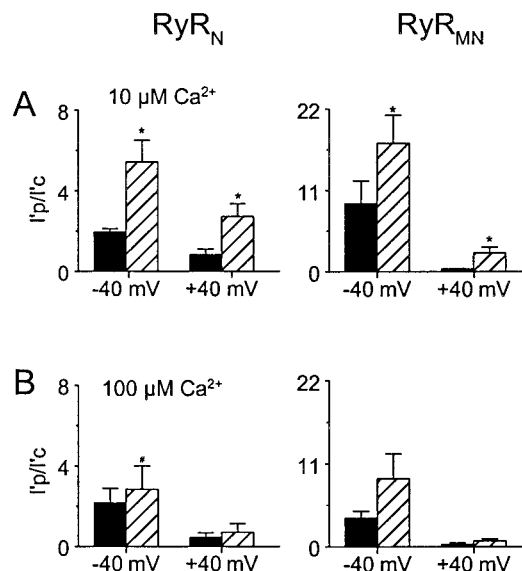 RyR_N RyR_MN
A
10 µM Ca²⁺
8 22
* *
I'p/I'c 4 * 11
*
0 0
-40 mV +40 mV -40 mV +40 mV
B
100 µM Ca²⁺
8 22
I'p/I'c 4 # 11
0 0
-40 mV +40 mV -40 mV +40 mV